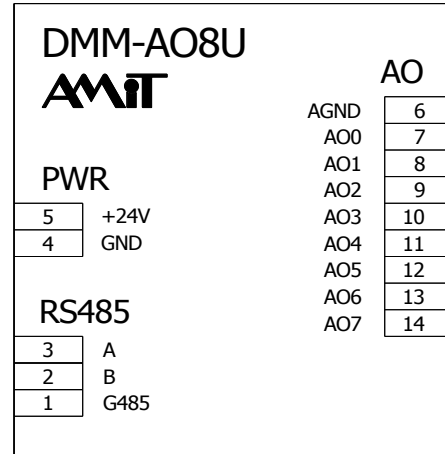 DMM-AO8U
AMiT
PWR
5 +24V
4 GND
RS485
3 A
2 B
1 G485
AO
AGND 6
AO0 7
AO1 8
AO2 9
AO3 10
AO4 11
AO5 12
AO6 13
AO7 14